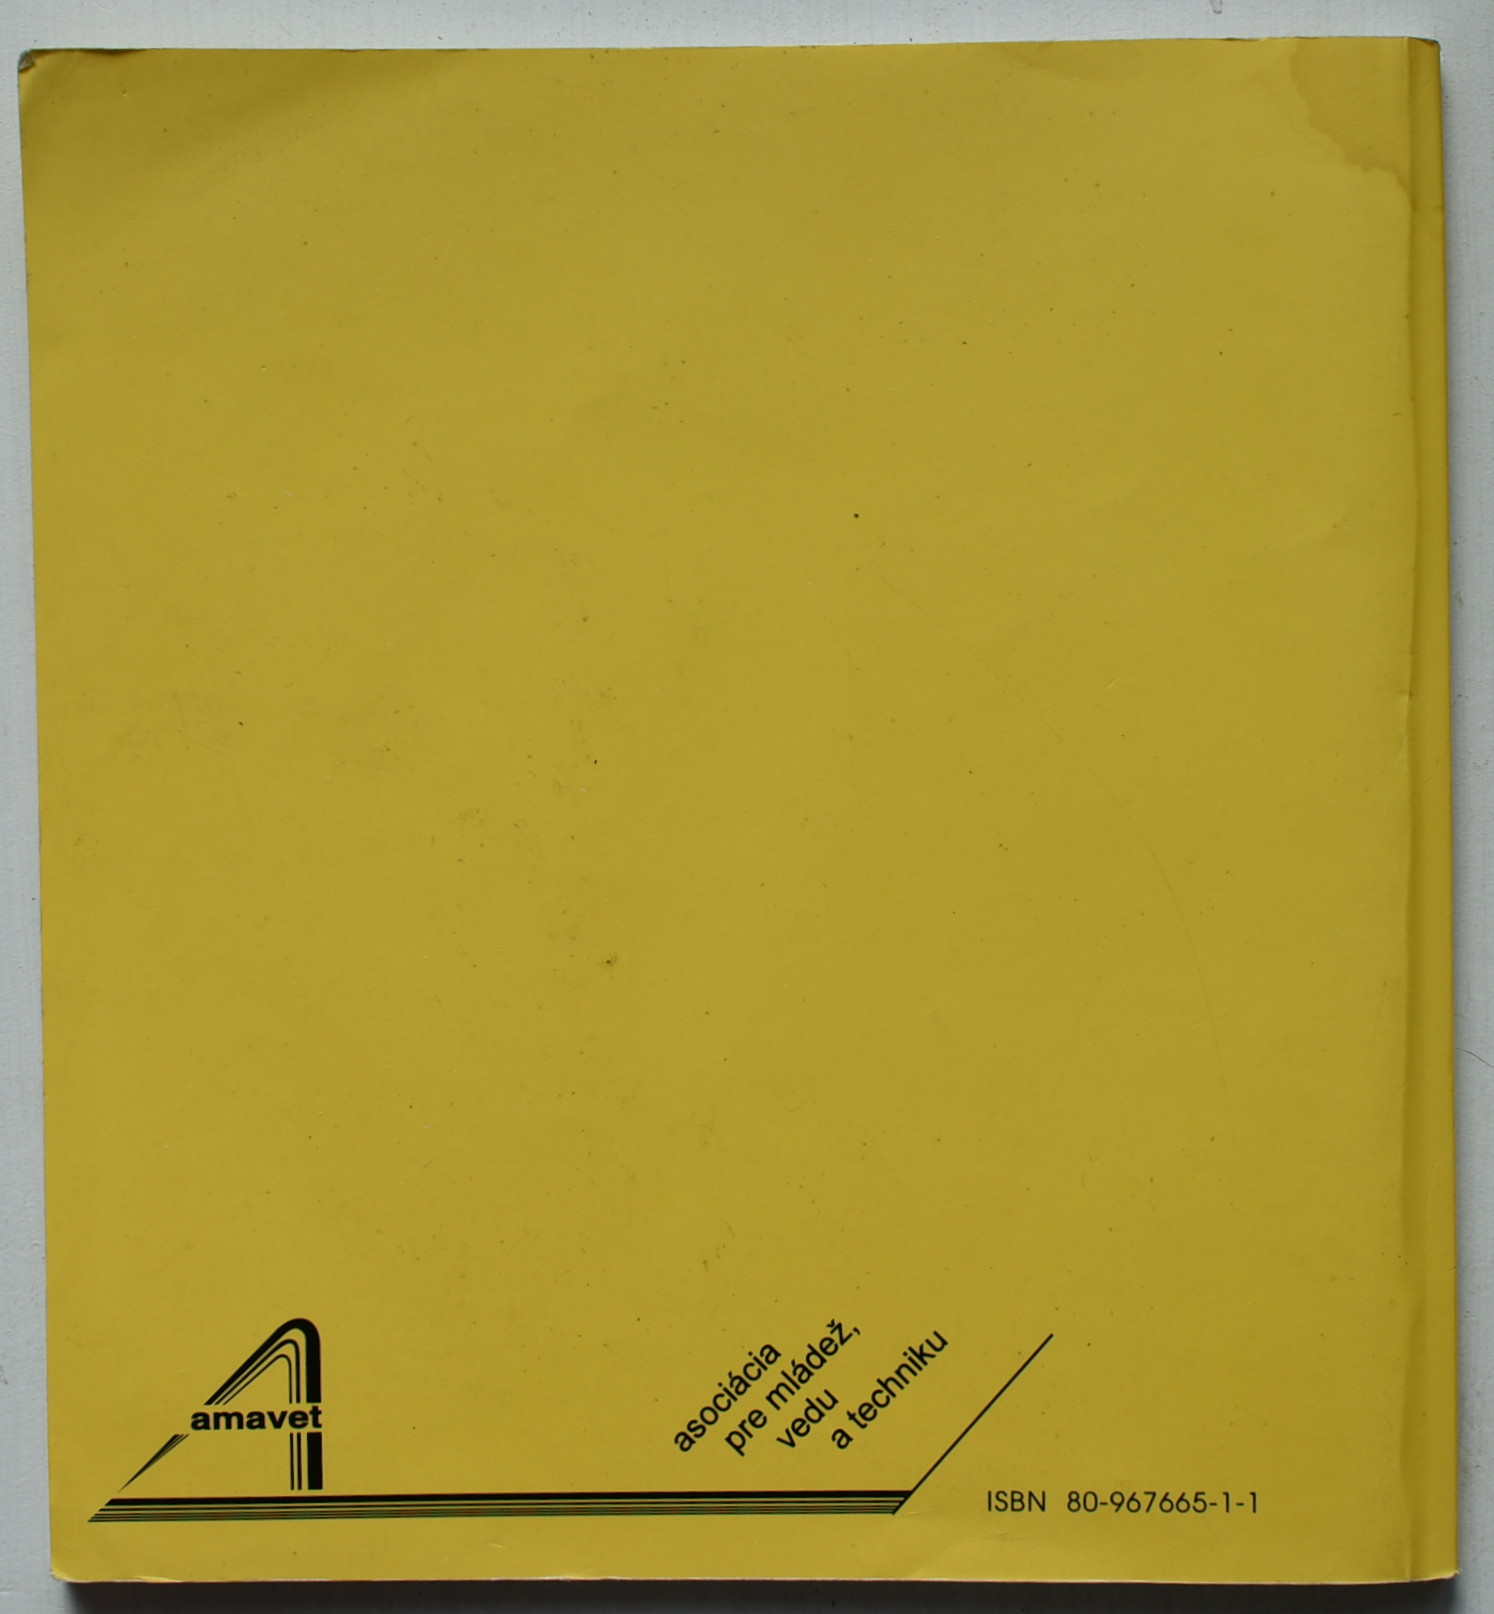 amavet
asociácia
pre mládež,
vedu
a techniku
ISBN 80-967665-1-1